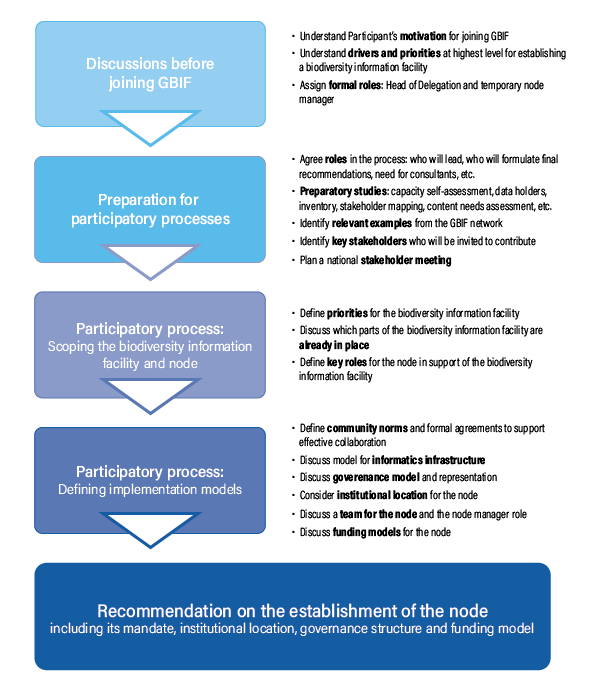 Discussions before
joining GBIF
• Understand Participant's motivation for joining GBIF
• Understand drivers and priorities at highest level for establishing
a biodiversity information facility
• Assign formal roles: Head of Delegation and temporary node
manager
Preparation for
participatory processes
• Agree roles in the process: who will lead, who will formulate final
recommendations, need for consultants, etc.
• Preparatory studies: capacity self-assessment, data holders,
inventory, stakeholder mapping, content needs assessment, etc.
• Identify relevant examples from the GBIF network
• Identify key stakeholders who will be invited to contribute
• Plan a national stakeholder meeting
Participatory process:
Scoping the biodiversity information
facility and node
• Define priorities for the biodiversity information facility
• Discuss which parts of the biodiversity information facility are
already in place
• Define key roles for the node in support of the biodiversity
information facility
Participatory process:
Defining implementation models
• Define community norms and formal agreements to support
effective collaboration
• Discuss model for informatics infrastructure
• Discuss goverenance model and representation
• Consider institutional location for the node
• Discuss a team for the node and the node manager role
• Discuss funding models for the node
Recommendation on the establishment of the node
including its mandate, institutional location, governance structure and funding model